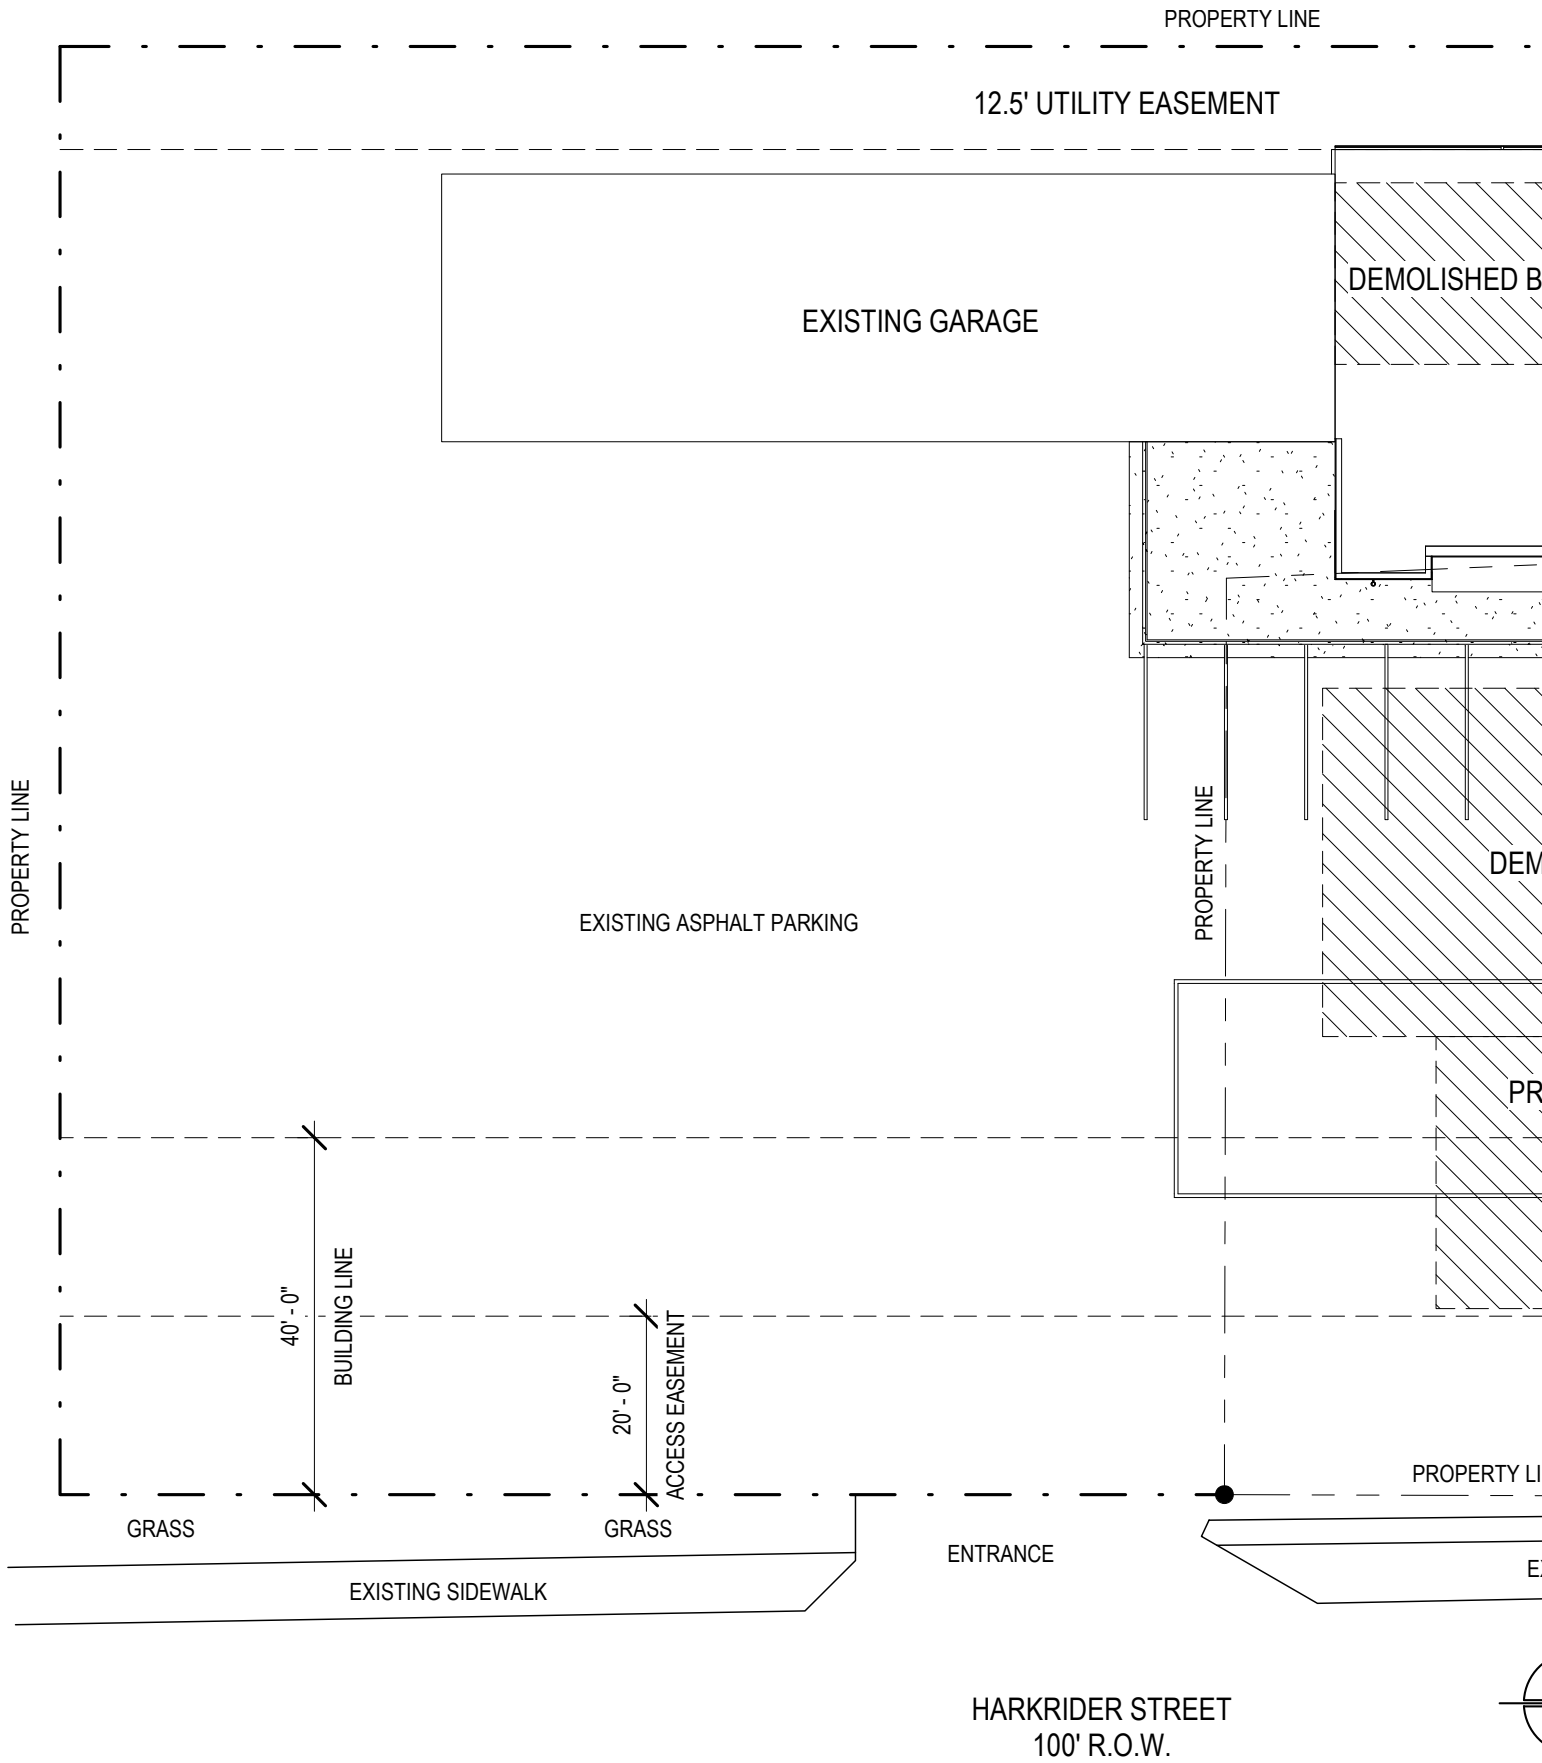 PROPERTY LINE
12.5' UTILITY EASEMENT
DEMOLISHED B
EXISTING GARAGE
PROPERTY LINE
PROPERTY LINE
DEM
EXISTING ASPHALT PARKING
PR
40' - 0"
BUILDING LINE
20' - 0"
ACCESS EASEMENT
PROPERTY LI
GRASS
GRASS
ENTRANCE
EXISTING SIDEWALK
EX
HARKRIDER STREET
100' R.O.W.